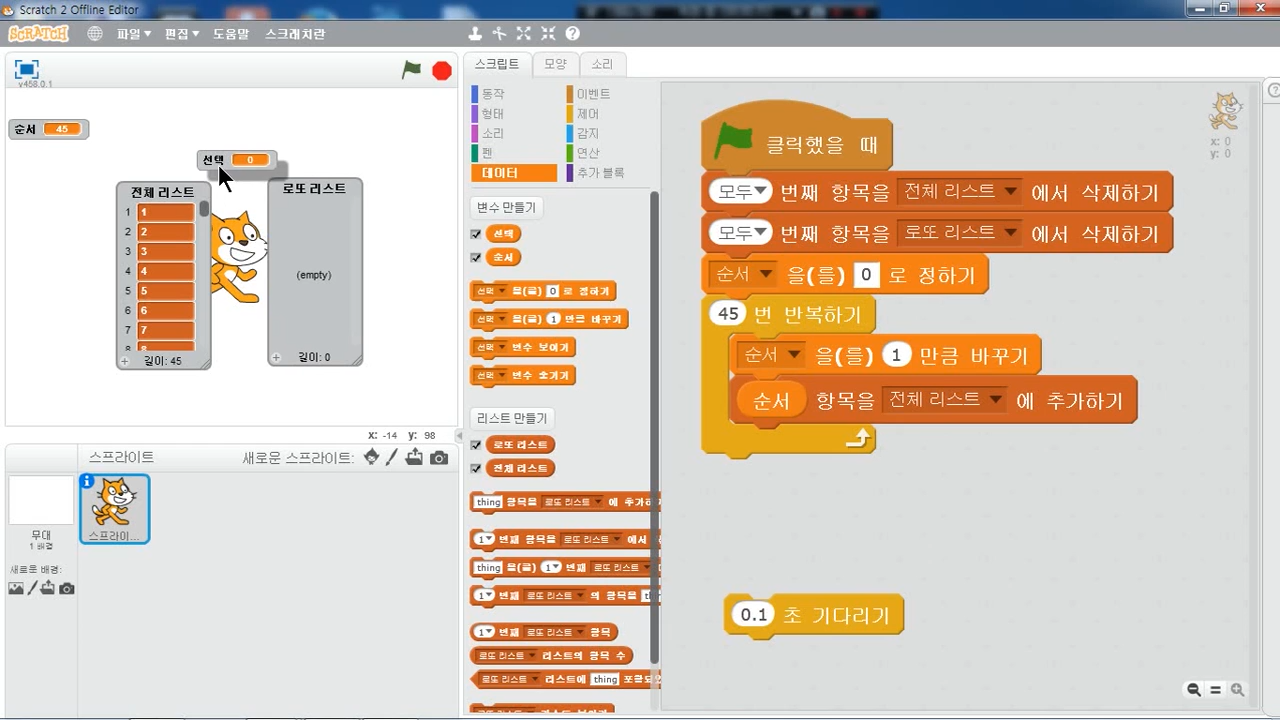 Scratch 2 Offline Editor
SCRATCH 파일▼ 편집▼ 도움말 스크래치란
v458.0.1
순서 45
선택 0
전체 리스트
1 1
2 2
3 3
4 4
5 5
6 6
7 7
8 8
길이: 45
로또 리스트
(empty)
길이: 0
x: -14 y: 98
스프라이트 새로운 스프라이트:
무대
1 배경
새로운 배경:
스프라이...
스크립트 모양 소리
동작 이벤트
형태 제어
소리 감지
펜 연산
데이터 추가 블록
변수 만들기
선택
순서
선택 을(를) 0 로 정하기
선택 을(를) 1 만큼 바꾸기
선택 변수 보이기
선택 변수 숨기기
리스트 만들기
로또 리스트
전체 리스트
thing 항목을 로또 리스트 에 추가하기
1 번째 항목을 로또 리스트 에서
thing 을(를) 1 번째 로또 리스트
1 번째 로또 리스트 의 항목을 th
1 번째 로또 리스트 항목
로또 리스트 리스트의 항목 수
로또 리스트 리스트에 thing 포함되었
클릭했을 때
모두 번째 항목을 전체 리스트 에서 삭제하기
모두 번째 항목을 로또 리스트 에서 삭제하기
순서 을(를) 0 로 정하기
45 번 반복하기
순서 을(를) 1 만큼 바꾸기
순서 항목을 전체 리스트 에 추가하기
0.1 초 기다리기
x: 0
y: 0